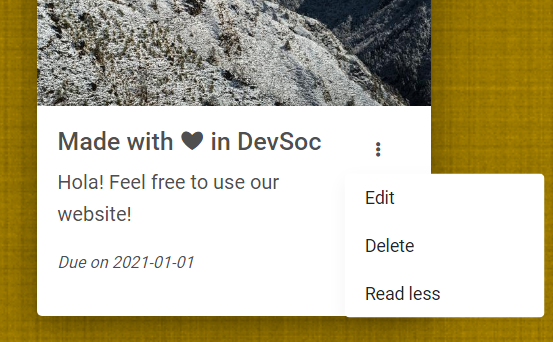 Made with ♥ in DevSoc
Hola! Feel free to use our
website!
Due on 2021-01-01
Edit
Delete
Read less